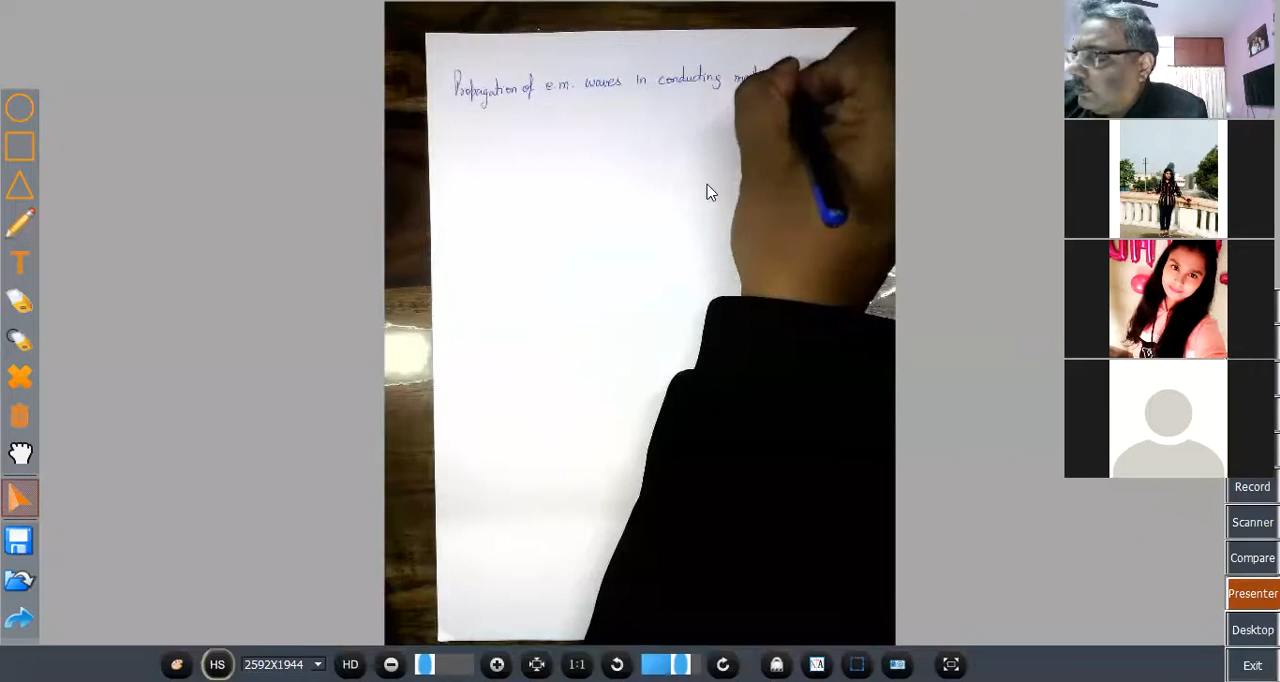 Propagation of e.m. waves in conducting
T
Record
Scanner
Compare
Presenter
Desktop
Exit
HS
2592X1944
HD
1:1